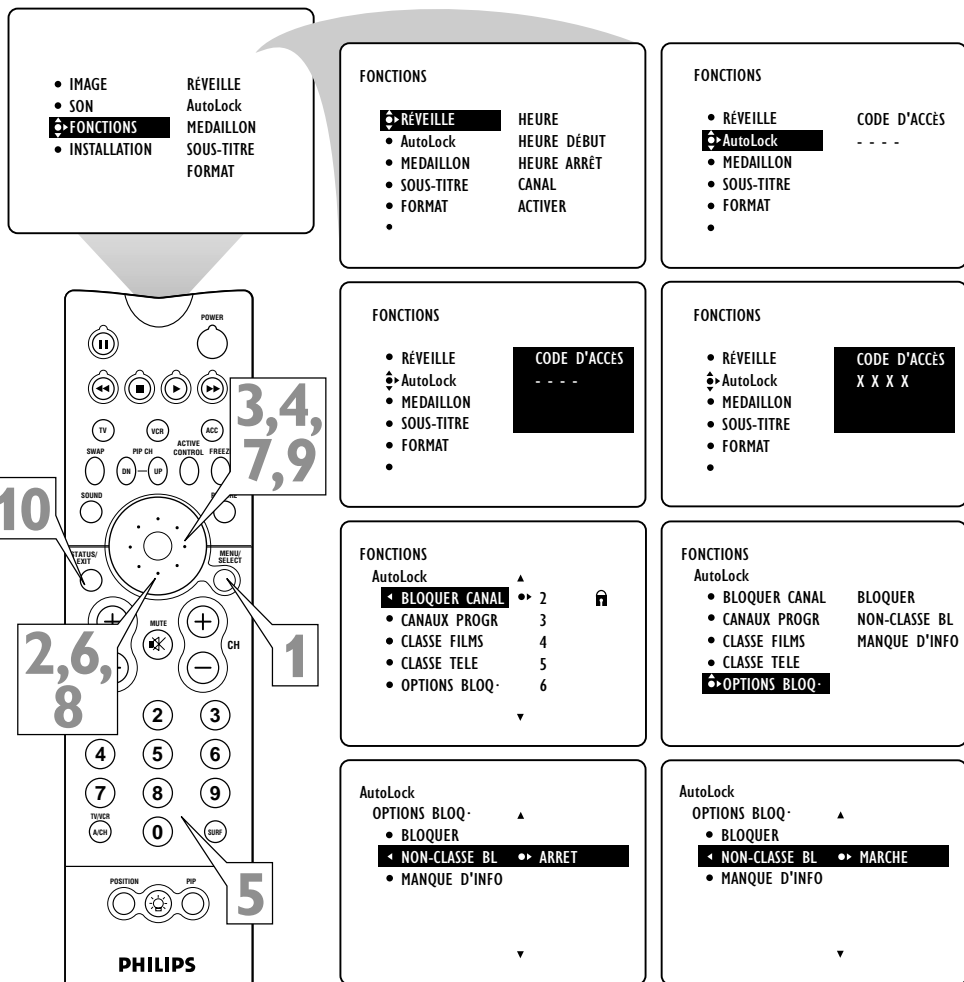 • IMAGE RÉVEILLE
• SON AutoLock
FONCTIONS MEDAILLON
• INSTALLATION SOUS-TITRE
FORMAT
FONCTIONS
RÉVEILLE HEURE
• AutoLock HEURE DÉBUT
• MEDAILLON HEURE ARRÊT
• SOUS-TITRE CANAL
• FORMAT ACTIVER
•
FONCTIONS
• RÉVEILLE CODE D'ACCÈS
AutoLock - - - -
• MEDAILLON
• SOUS-TITRE
• FORMAT
•
FONCTIONS
• RÉVEILLE CODE D'ACCÈS
AutoLock - - - -
• MEDAILLON
• SOUS-TITRE
• FORMAT
•
FONCTIONS
• RÉVEILLE CODE D'ACCÈS
AutoLock X X X X
• MEDAILLON
• SOUS-TITRE
• FORMAT
•
FONCTIONS
AutoLock
BLOQUER CANAL 2
• CANAUX PROGR 3
• CLASSE FILMS 4
• CLASSE TELE 5
• OPTIONS BLOQ· 6
FONCTIONS
AutoLock
• BLOQUER CANAL BLOQUER
• CANAUX PROGR NON-CLASSE BL
• CLASSE FILMS MANQUE D'INFO
• CLASSE TELE
OPTIONS BLOQ·
AutoLock
OPTIONS BLOQ·
• BLOQUER
NON-CLASSE BL ARRET
• MANQUE D'INFO
AutoLock
OPTIONS BLOQ·
• BLOQUER
NON-CLASSE BL MARCHE
• MANQUE D'INFO
POWER
TV VCR ACC
SWAP PIP CH ACTIVE CONTROL
DN UP
SOUND
STATUS/EXIT
MENU/SELECT
MUTE
CH
2 3
4 5 6
7 8 9
TV/VCR
A/CH 0 SURF
POSITION PIP
PHILIPS
3,4,
7,9
10
2,6,
8
1
5